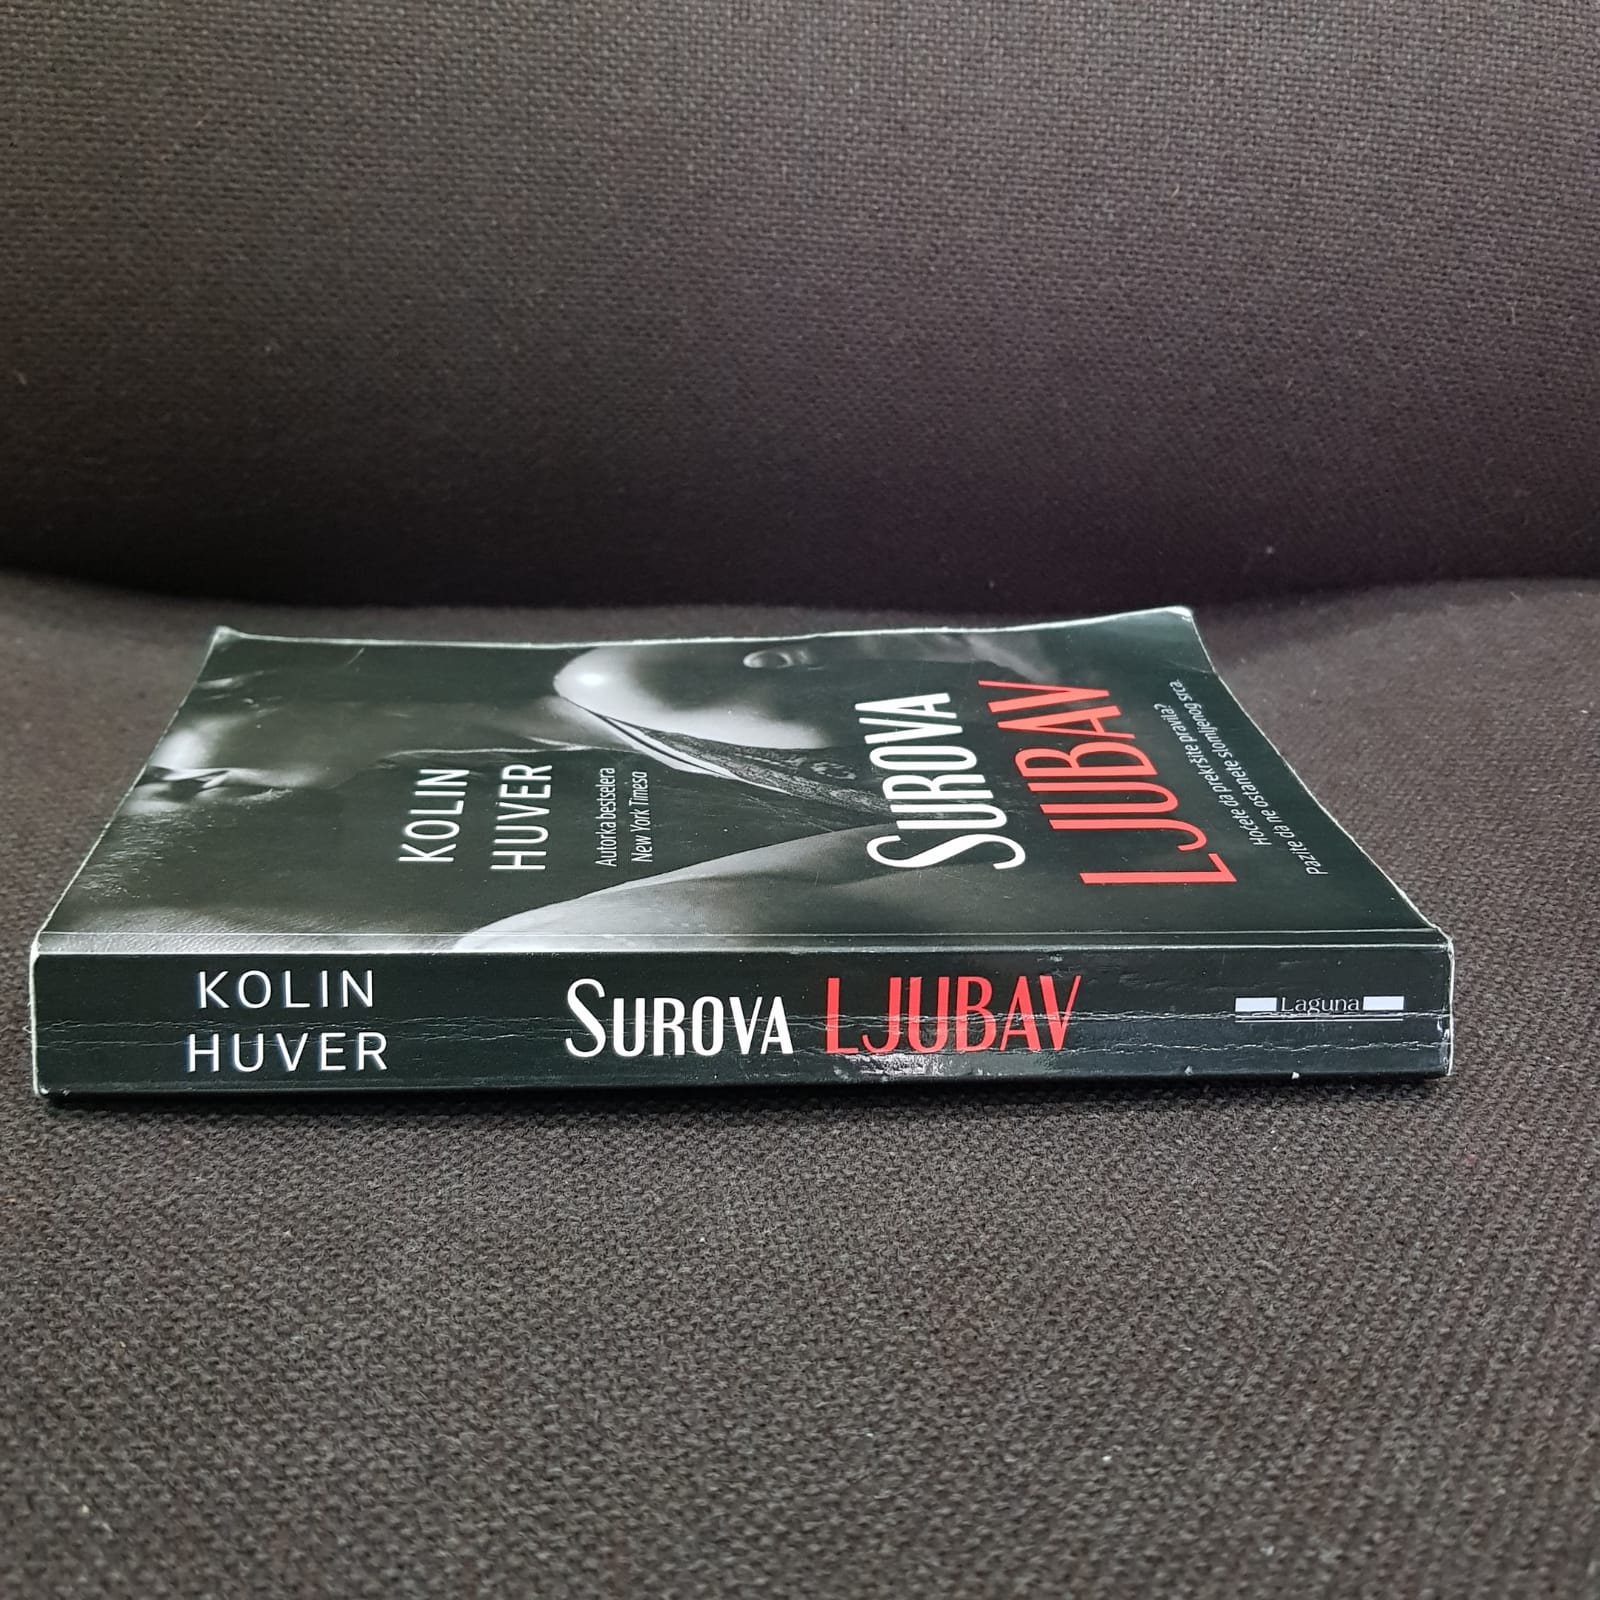 KOLIN
HUVER
Autorka bestselera
New York Timesa
SUROVA
LJUBAV
Hoćete da prekršite pravila?
Pazite da ne ostanete slomljenog srca.
KOLIN
HUVER
SUROVA LJUBAV
Laguna